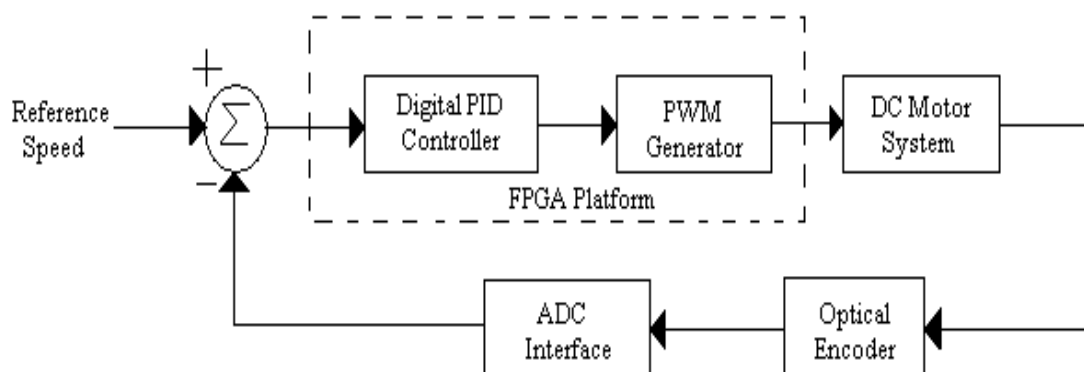 +
Reference
Speed
Σ
−
Digital PID
Controller
PWM
Generator
FPGA Platform
DC Motor
System
ADC
Interface
Optical
Encoder